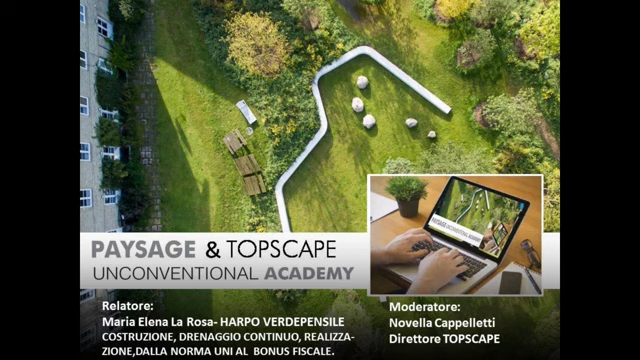 PAYSAGE & TOPSCAPE
UNCONVENTIONAL ACADEMY
Relatore:
Maria Elena La Rosa- HARPO VERDEPENSILE
COSTRUZIONE, DRENAGGIO CONTINUO, REALIZZA-
ZIONE,DALLA NORMA UNI AL BONUS FISCALE.
Moderatore:
Novella Cappelletti
Direttore TOPSCAPE